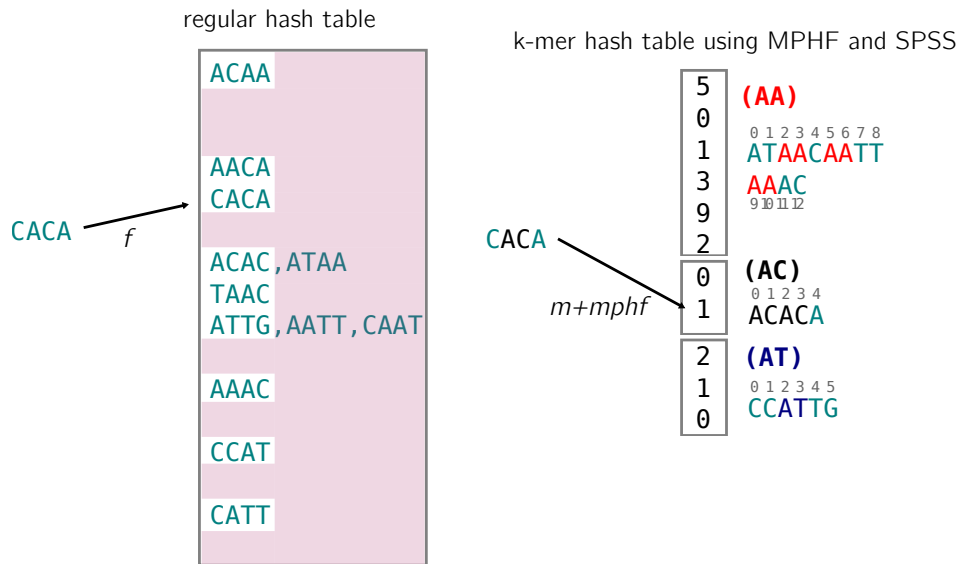 regular hash table
ACAA
AACA
CACA
CACA
f
ACAC,ATAA
TAAC
ATTG,AATT,CAAT
AAAC
CCAT
CATT
k-mer hash table using MPHF and SPSS
5
0
1
3
9
2
(AA)
0 1 2 3 4 5 6 7 8
ATAACAATT
AAAC
9 10 11 12
CACA
m+mphf
0
1
(AC)
0 1 2 3 4
ACACA
2
1
0
(AT)
0 1 2 3 4 5
CCATTG